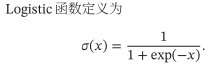 Logistic 函数定义为
σ(x) = 1 / (1 + exp(−x)).